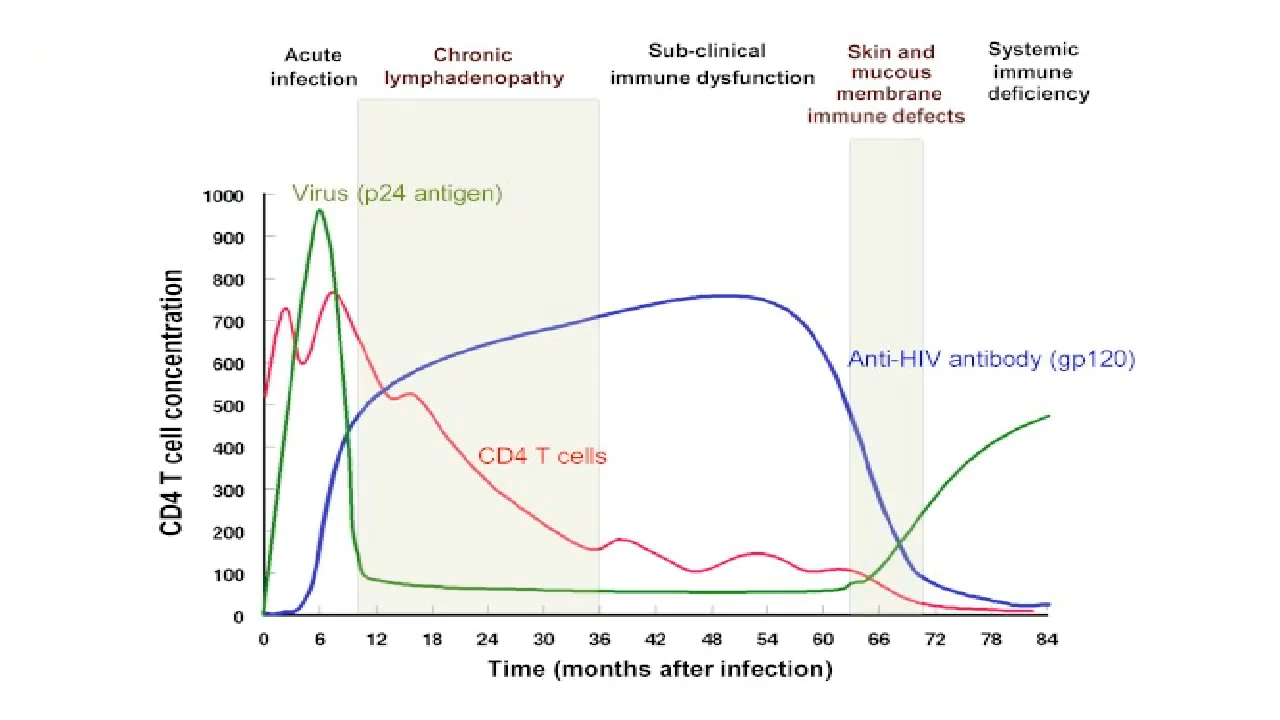 Acute
infection
Chronic
lymphadenopathy
Sub-clinical
immune dysfunction
Skin and
mucous
membrane
immune defects
Systemic
immune
deficiency
Virus (p24 antigen)
Anti-HIV antibody (gp120)
CD4 T cells
CD4 T cell concentration
1000
900
800
700
600
500
400
300
200
100
0
0 6 12 18 24 30 36 42 48 54 60 66 72 78 84
Time (months after infection)